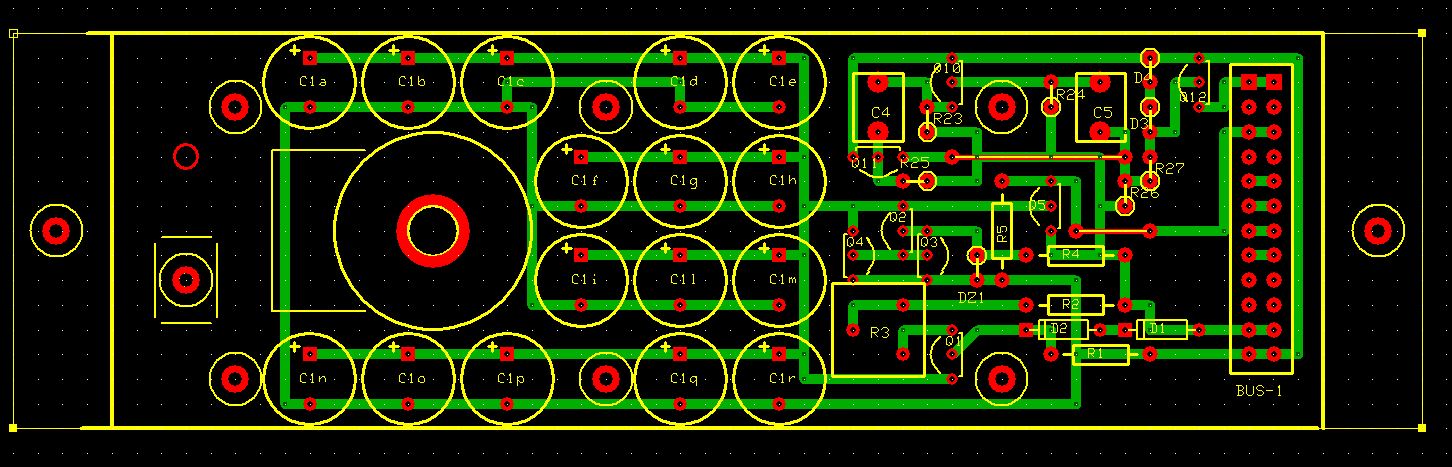 C1a C1b C1c C1d C1e
Q10
D4
R24
Q12
C4
C5
R23
D3
Q11
R25
R27
C1f C1g C1h
R26
Q2
Q5
R5
Q4
Q3
R4
C1i C1l C1m
DZ1
R2
R3
D2
D1
Q1
R1
C1n C1o C1p C1q C1r
BUS-1